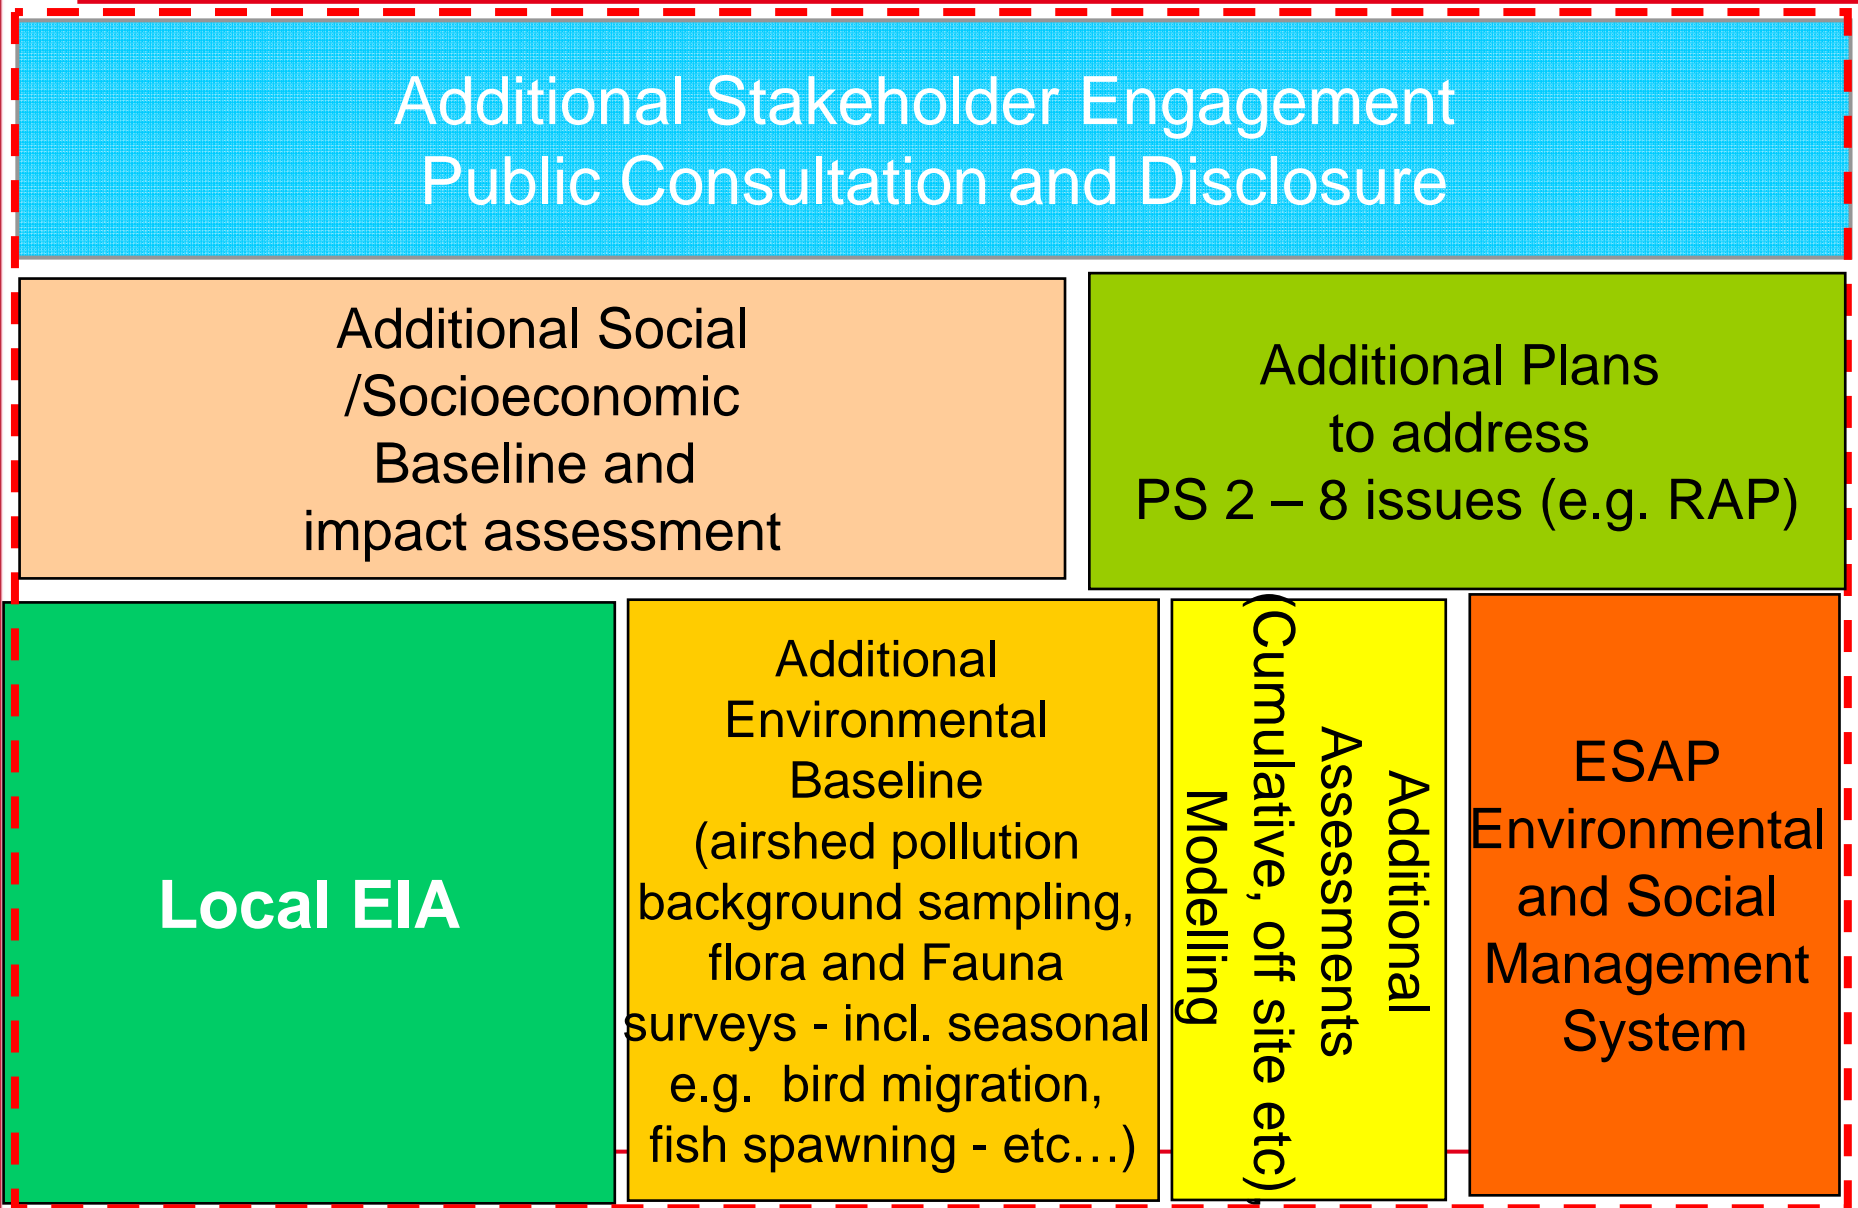 Additional Stakeholder Engagement
Public Consultation and Disclosure
Additional Social
/Socioeconomic
Baseline and
impact assessment
Additional Plans
to address
PS 2 – 8 issues (e.g. RAP)
Local EIA
Additional
Environmental
Baseline
(airshed pollution
background sampling,
flora and Fauna
surveys - incl. seasonal
e.g. bird migration,
fish spawning - etc…)
Additional
Assessments
(Cumulative, off site etc),
Modelling
ESAP
Environmental
and Social
Management
System